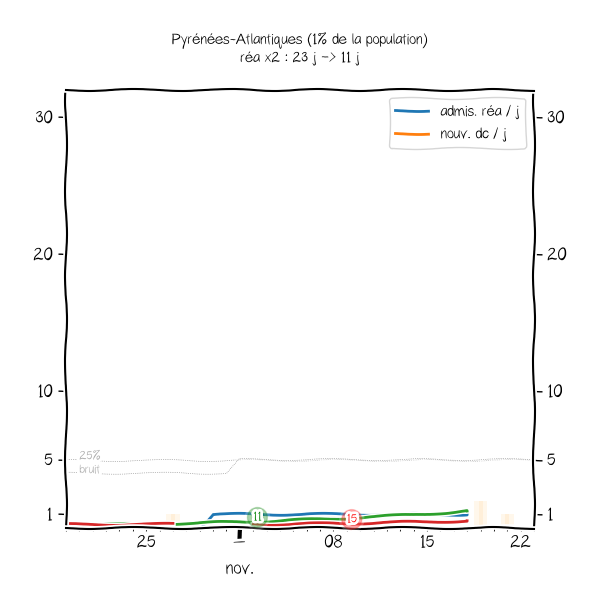 Pyrénées-Atlantiques (1% de la population)
réa x2 : 23 j -> 11 j
admis. réa / j
nouv. dc / j
30
30
20
20
10
10
5
25%
5
bruit
1
11
15
1
25
08
15
22
nov.